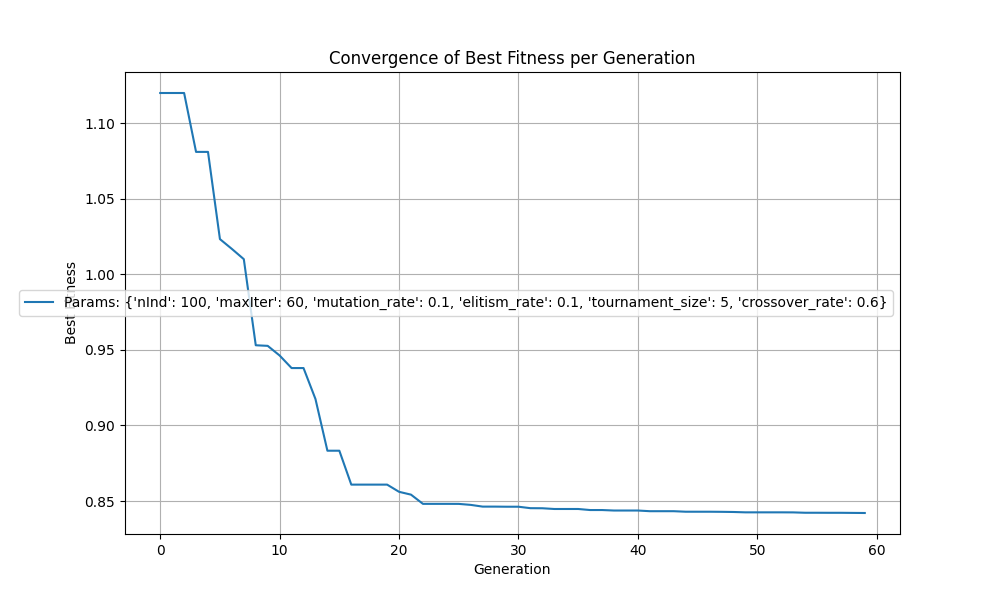 Convergence of Best Fitness per Generation
1.10
1.05
1.00
0.95
0.90
0.85
Best
ness
Params: {'nInd': 100, 'maxIter': 60, 'mutation_rate': 0.1, 'elitism_rate': 0.1, 'tournament_size': 5, 'crossover_rate': 0.6}
0 10 20 30 40 50 60
Generation